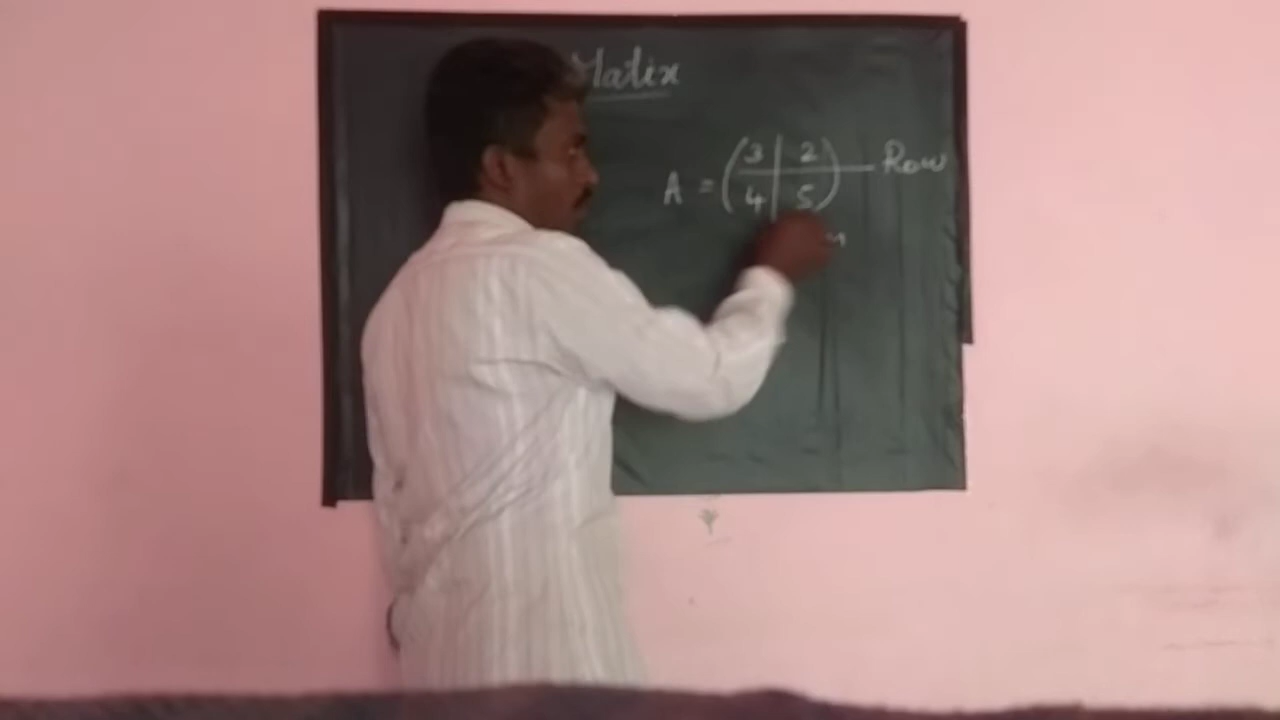 Matix
A = (3 2 — Row
4 5)